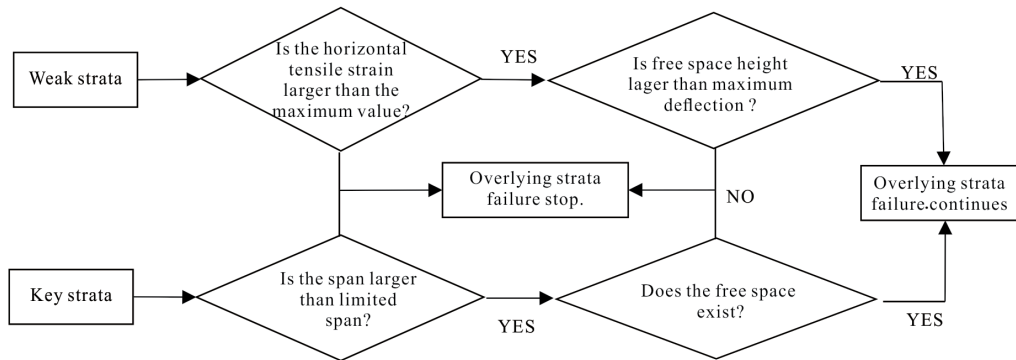 Weak strata
Is the horizontal
tensile strain
larger than the
maximum value?
YES
Is free space height
lager than maximum
deflection ?
YES
Overlying strata
failure stop.
NO
Overlying strata
failure.continues
Key strata
Is the span larger
than limited
span?
YES
Does the free space
exist?
YES